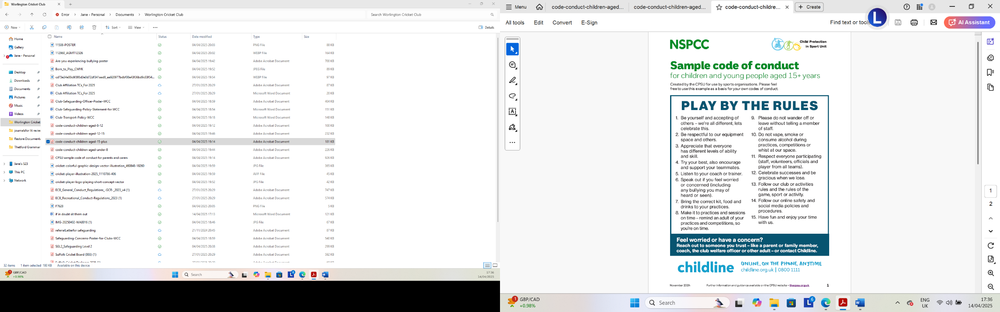 Worlington Cricket Club
Error > Jane - Personal > Documents > Worlington Cricket Club
Search Worlington Cricket Club
New
Sort
View
Details
Home
Gallery
Jane - Personal
Desktop
Downloads
Documents
Pictures
Music
Videos
Worlington Cricket
journalsfor lit revie
Restore Document
Thetford Grammar
Jane's S23
This PC
Network
Name Status Date modified Type Size
11508-POSTER 04/04/2025 20:03 PNG File 88 KB
112960_AGMT12326 04/04/2025 20:02 WEBP File 164 KB
Are-you-experiencing-bullying-poster 04/04/2025 19:42 Adobe Acrobat Document 700 KB
Born_to_Play_CMYK 04/04/2025 19:52 JPEG File 89 KB
cd73e34e00c6f395d3e0d72df341aad8_aa920977bdbf08e43f36bd9c03f54... 04/04/2025 19:54 WEBP File 97 KB
Club Affiliation TCs_For 2025 27/01/2025 20:29 Adobe Acrobat Document 87 KB
Club Affiliation TCs_For 2025 27/01/2025 20:29 Microsoft Word Document 20 KB
Club-Safeguarding-Officer-Poster-WCC 04/04/2025 18:59 Adobe Acrobat Document 404 KB
Club-Safeguarding-Policy-Statement-for WCC 04/04/2025 18:54 Microsoft Word Document 151 KB
Club-Transport-Policy-WCC 04/04/2025 19:18 Microsoft Word Document 148 KB
code-conduct-children-aged-8-12 04/04/2025 19:12 Adobe Acrobat Document 100 KB
code-conduct-children-aged-12-15 04/04/2025 19:46 Adobe Acrobat Document 232 KB
code-conduct-children-aged-15-plus 04/04/2025 19:14 Adobe Acrobat Document 181 KB
code-conduct-children-aged-under-8 04/04/2025 19:44 Adobe Acrobat Document 226 KB
CPSU sample code of conduct for parents and carers 04/04/2025 19:14 Adobe Acrobat Document 926 KB
cricket-colorful-graphic-design-vector-illustration_460848-18260 04/04/2025 19:59 JPG File 365 KB
cricket-player-illustration-2025_1110766-406 04/04/2025 19:59 AVIF File 45 KB
cricket-player-logo-playing-short-concept-vector 04/04/2025 19:52 JPG File 42 KB
ECB_General_Conduct_Regulations_-GCR-_2023_v4 (1) 27/01/2025 20:29 Adobe Acrobat Document 747 KB
ECB_Recreational_Conduct-Regulations_2023 (1) 27/01/2025 20:29 Adobe Acrobat Document 574 KB
F7628 04/04/2025 20:05 PNG File 5 KB
if in doubt sit them out 14/04/2025 17:13 Microsoft Word Document 121 KB
IMG-20250402-WA0016 (1) 04/04/2025 18:46 JPG File 67 KB
referralLetterfor safeguarding 21/11/2024 20:45 Adobe Acrobat Document 87 KB
Safeguarding-Concerns-Poster-for-Clubs-WCC 04/04/2025 18:59 Adobe Acrobat Document 540 KB
SGL2_Safeguarding Level 2 04/04/2025 20:38 Adobe Acrobat Document 299 KB
Suffolk Cricket Board (003) (1) 27/01/2025 20:29 Adobe Acrobat Document 592 KB
32 items 1 item selected 180 KB Available on this device
1 GBP/CAD
+0.98%
Search
L 6
17:36
14/04/2025
Menu
code-conduct-children-aged...
code-conduct-children-aged...
code-conduct-childre...
Create
All tools Edit Convert E-Sign
Find text or tools
L
AI Assistant
NSPCC
Child Protection
in Sport Unit
Sample code of conduct
for children and young people aged 15+ years
Created by the CPSU for use by sports organisations. Please feel
free to use this example as a basis for your own codes of conduct.
PLAY BY THE RULES
1. Be yourself and accepting of
others – we're all different, lets
celebrate this.
2. Be respectful to our equipment
space and others.
3. Appreciate that everyone
has different levels of ability
and skill.
4. Try your best, also encourage
and support your teammates.
5. Listen to your coach or trainer.
6. Speak out if you feel worried
or concerned (including
any bullying you may of
heard or seen).
7. Bring the correct kit, food and
drinks to your practices.
8. Make it to practices and sessions
on time – remind an adult of your
practices and competitions, so
you're on time.
9. Please do not wander off or
leave without telling a member
of staff.
10. Do not vape, smoke or
consume alcohol during
practices, competitions or
whist at our space.
11. Respect everyone participating
(staff, volunteers, officials and
player from all teams).
12. Celebrate successes and be
gracious when we lose.
13. Follow our club or activities
rules and the rules of the
game, sport or activity.
14. Follow our online safety and
social media policies and
procedures.
15. Have fun and enjoy your time
with us.
Feel worried or have a concern?
Reach out to someone you trust – like a parent or family member,
coach, the club welfare officer or other adult – or contact Childline.
childline
ONLINE, ON THE PHONE, ANYTIME
childline.org.uk | 0800 1111
November 2024 Further information and guidance available on the CPSU website – thecpsu.org.uk 1
1
2
1 GBP/CAD
+0.98%
Search
L 6
ENG
UK
17:36
14/04/2025